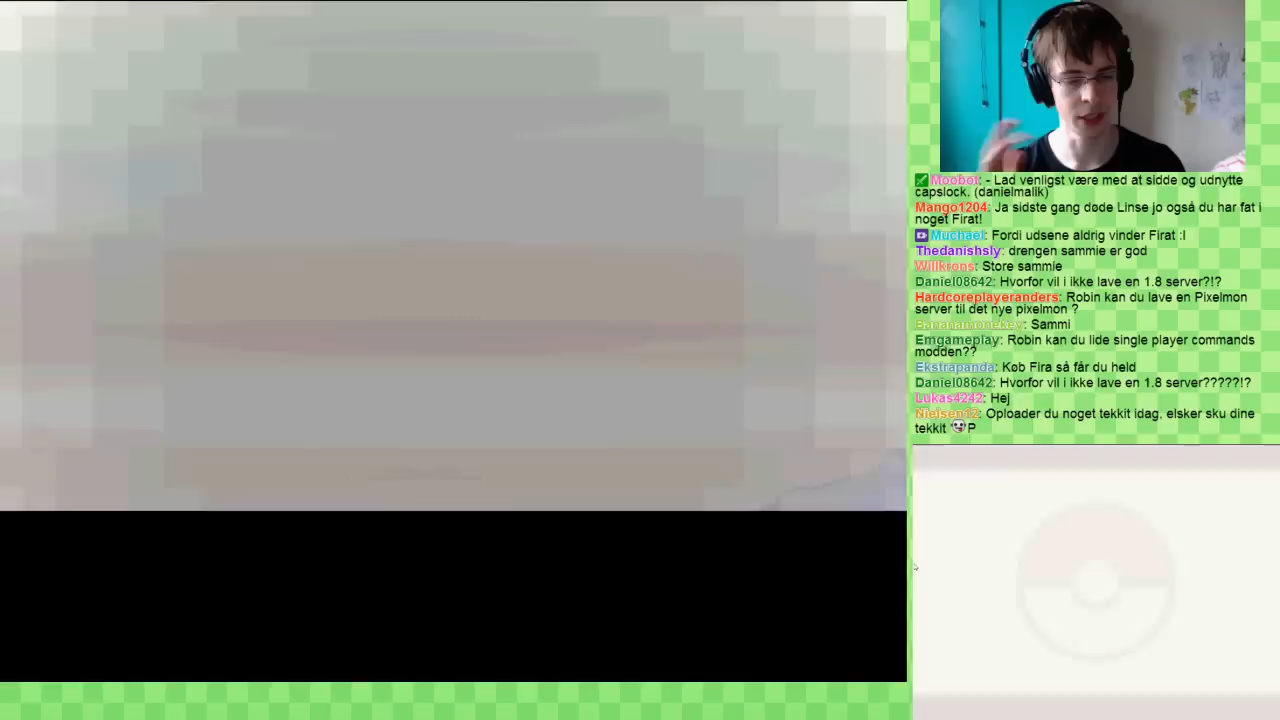 Moobot: - Lad venligst være med at sidde og udnytte
capslock. (danielmalik)
Mango1204: Ja sidste gang døde Linse jo også du har fat i
noget Firat!
Muchael: Fordi udsene aldrig vinder Firat :I
Thedanishsly: drengen sammie er god
Willkrons: Store sammie
Daniel08642: Hvorfor vil i ikke lave en 1.8 server?!?
Hardcoreplayeranders: Robin kan du lave en Pixelmon
server til det nye pixelmon ?
Bananamonekey: Sammi
Emgameplay: Robin kan du lide single player commands
modden??
Ekstrapanda: Køb Fira så får du held
Daniel08642: Hvorfor vil i ikke lave en 1.8 server?????!?
Lukas4242: Hej
Nielsen12: Oploader du noget tekkit idag, elsker sku dine
tekkit P